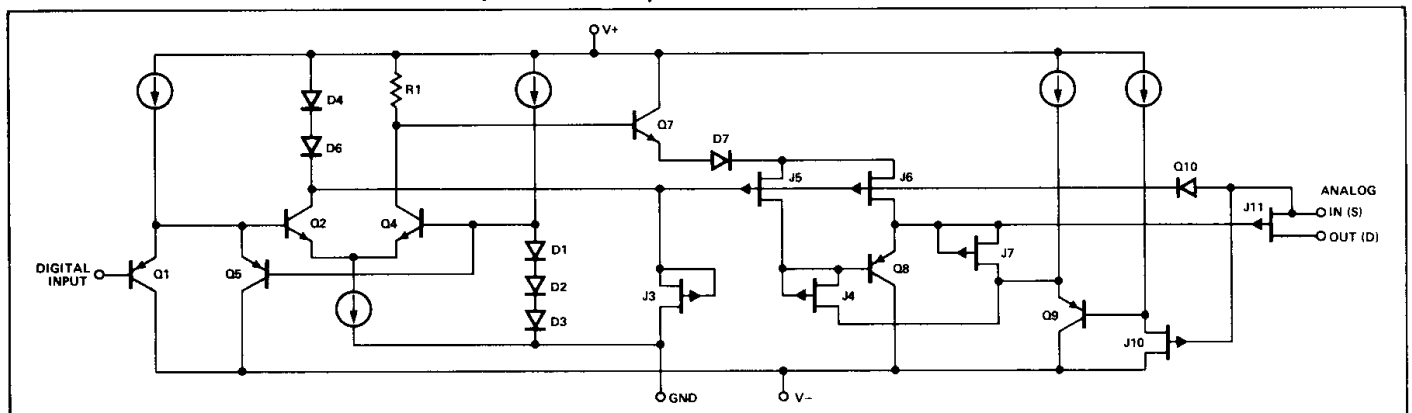 V+
D4
R1
D6
Q7
D7
Q10
J5
J6
ANALOG
J11
IN (S)
OUT (D)
Q2
Q4
DIGITAL
INPUT
Q1
Q5
D1
D2
D3
J3
J4
Q8
J7
Q9
J10
GND
V–